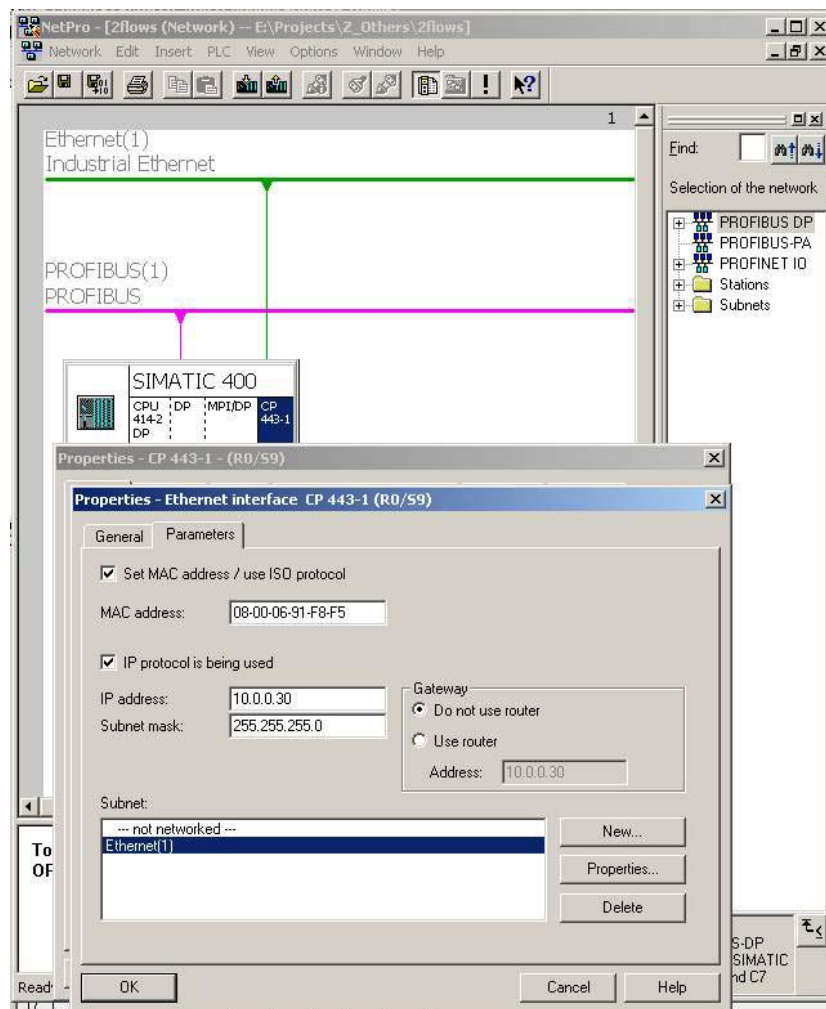 NetPro - [2flows (Network) -- E:\Projects\Z_Others\2flows]
Network Edit Insert PLC View Options Window Help
1
Ethernet(1)
Industrial Ethernet
PROFIBUS(1)
PROFIBUS
SIMATIC 400
CPU 414-2 DP
DP
MPI/DP
CP 443-1
Find:
Selection of the network
PROFIBUS DP
PROFIBUS-PA
PROFINET IO
Stations
Subnets
Properties - CP 443-1 - (R0/S9)
Properties - Ethernet interface CP 443-1 (R0/S9)
General Parameters
Set MAC address / use ISO protocol
MAC address: 08-00-06-91-F8-F5
IP protocol is being used
IP address: 10.0.0.30
Subnet mask: 255.255.255.0
Gateway
Do not use router
Use router
Address: 10.0.0.30
Subnet:
--- not networked ---
Ethernet(1)
New...
Properties...
Delete
OK Cancel Help
To
OF
S-DP
SIMATIC
nd C7
Read